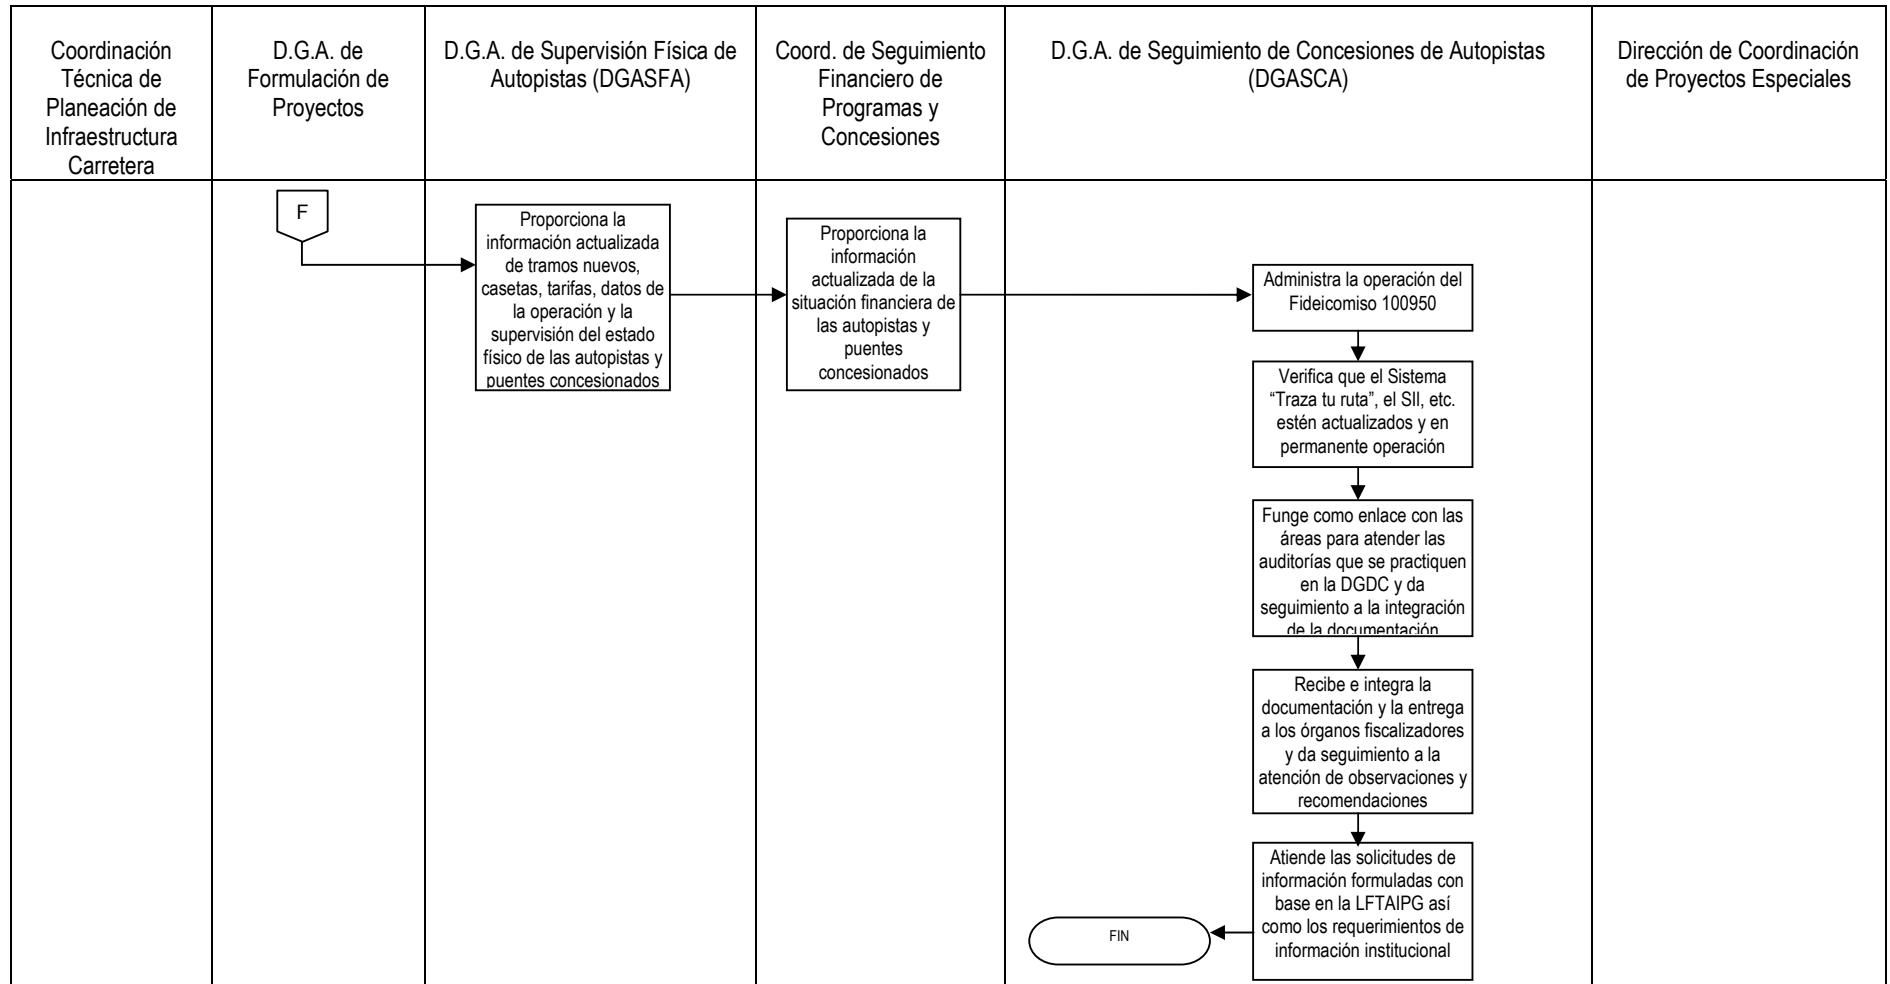 Coordinación
Técnica de
Planeación de
Infraestructura
Carretera
D.G.A. de
Formulación de
Proyectos
D.G.A. de Supervisión Física de
Autopistas (DGASFA)
Coord. de Seguimiento
Financiero de
Programas y
Concesiones
D.G.A. de Seguimiento de Concesiones de Autopistas
(DGASCA)
Dirección de Coordinación
de Proyectos Especiales
F
Proporciona la
información actualizada
de tramos nuevos,
casetas, tarifas, datos de
la operación y la
supervisión del estado
físico de las autopistas y
puentes concesionados
Proporciona la
información
actualizada de la
situación financiera de
las autopistas y
puentes
concesionados
Administra la operación del
Fideicomiso 100950
Verifica que el Sistema
“Traza tu ruta”, el SII, etc.
estén actualizados y en
permanente operación
Funge como enlace con las
áreas para atender las
auditorías que se practiquen
en la DGDC y da
seguimiento a la integración
de la documentación
Recibe e integra la
documentación y la entrega
a los órganos fiscalizadores
y da seguimiento a la
atención de observaciones y
recomendaciones
Atiende las solicitudes de
información formuladas con
base en la LFTAIPG así
como los requerimientos de
información institucional
FIN